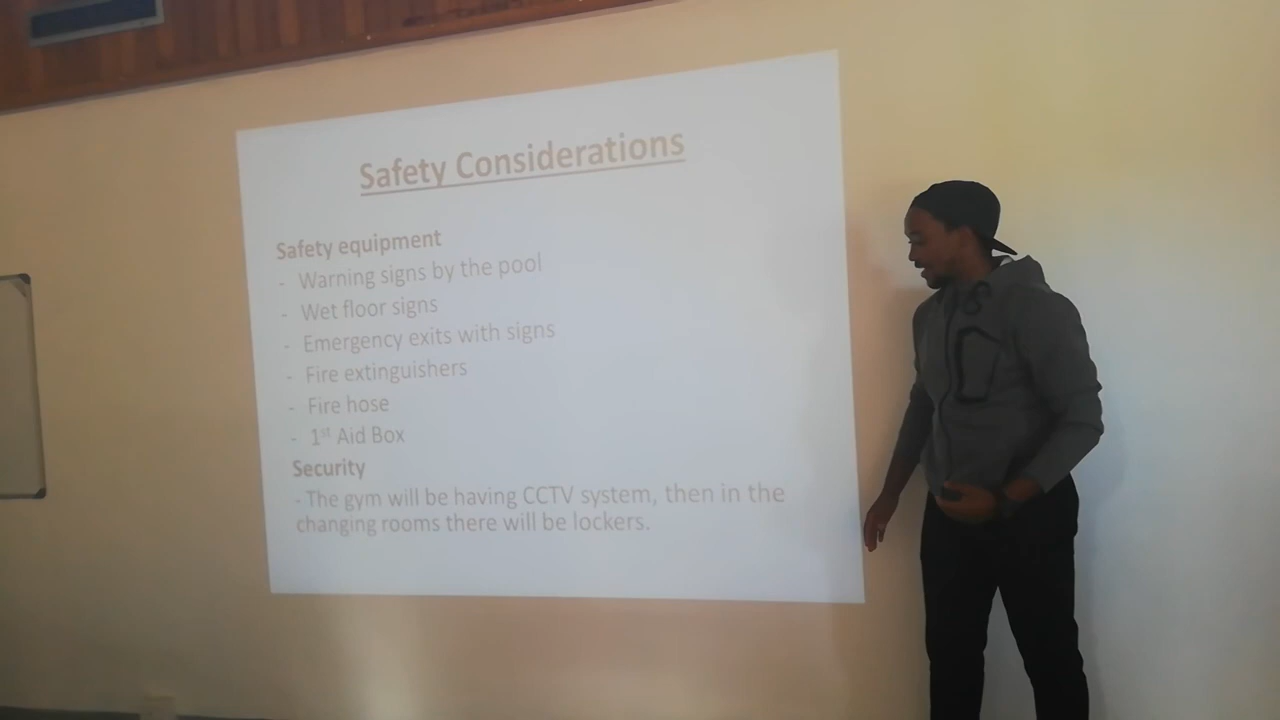 Safety Considerations
Safety equipment
- Warning signs by the pool
- Wet floor signs
- Emergency exits with signs
- Fire extinguishers
- Fire hose
- 1st Aid Box
Security
- The gym will be having CCTV system, then in the
changing rooms there will be lockers.